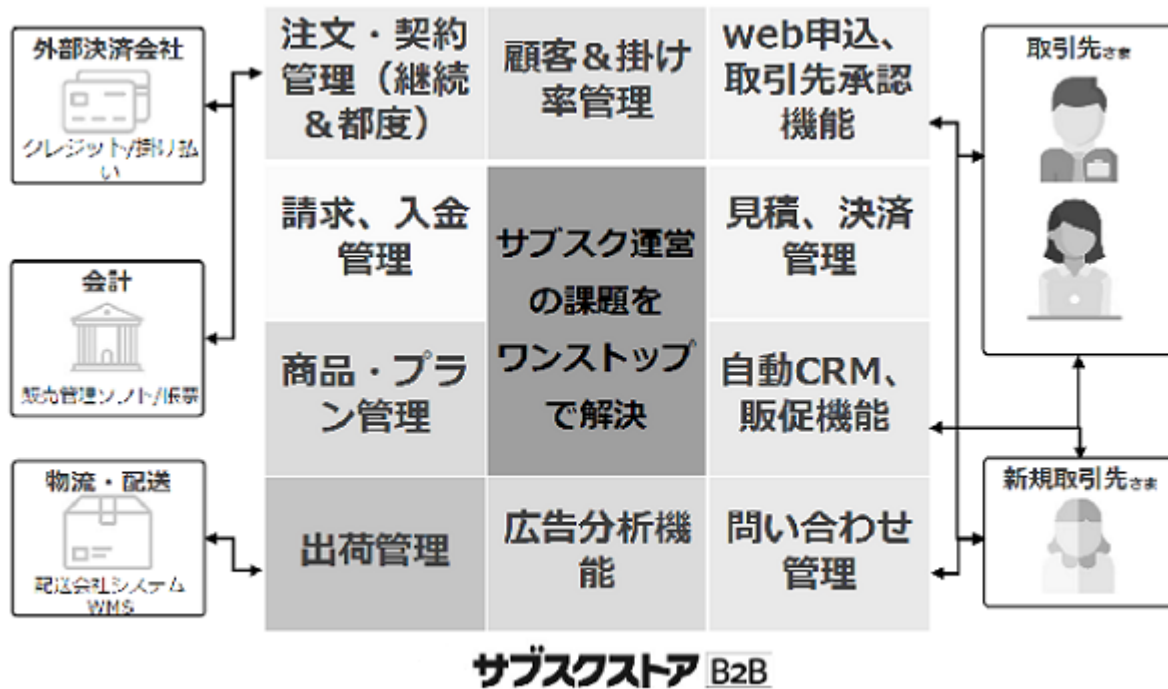 外部決済会社
クレジット/掛け払
い
会計
販売管理ソフト/帳票
物流・配送
配送会社システム
WMS
注文・契約
管理（継続
＆都度）
顧客＆掛け
率管理
web申込、
取引先承認
機能
請求、入金
管理
サブスク運営
の課題を
ワンストップ
で解決
見積、決済
管理
商品・プラ
ン管理
自動CRM、
販促機能
出荷管理
広告分析機
能
問い合わせ
管理
取引先さま
新規取引先さま
サブスクストア B2B